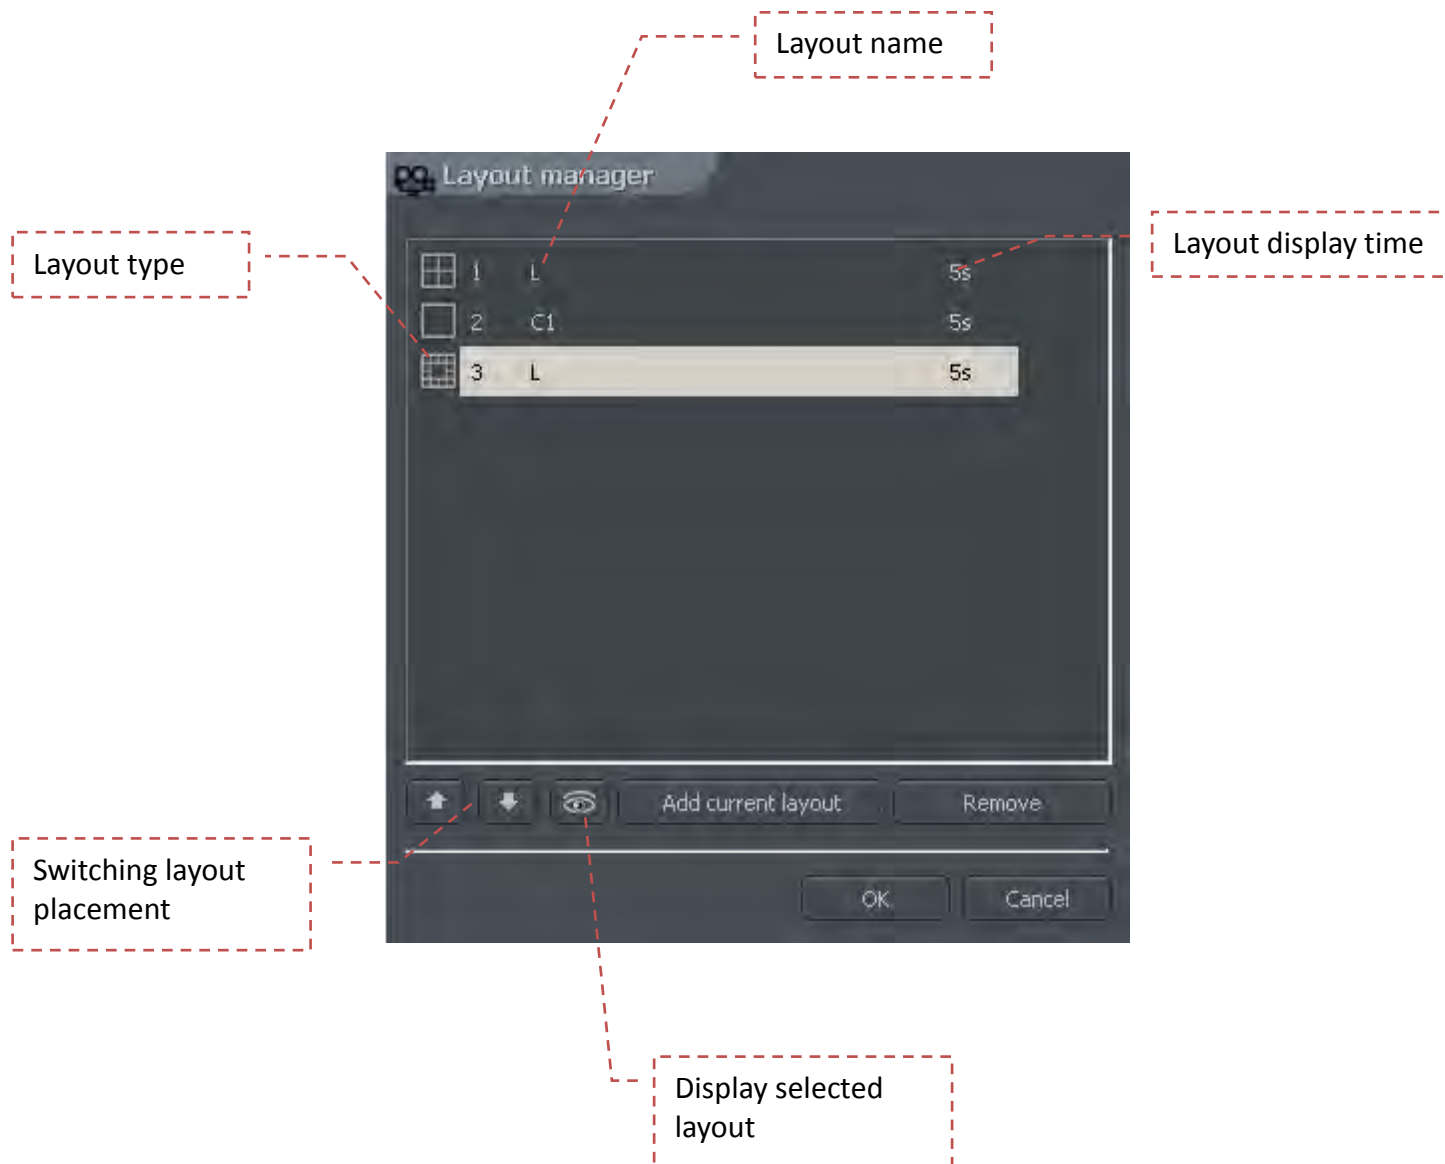 Layout name
Layout manager
Layout type
Layout display time
1 L 5s
2 C1 5s
3 L 5s
Add current layout Remove
Switching layout
placement
OK Cancel
Display selected
layout